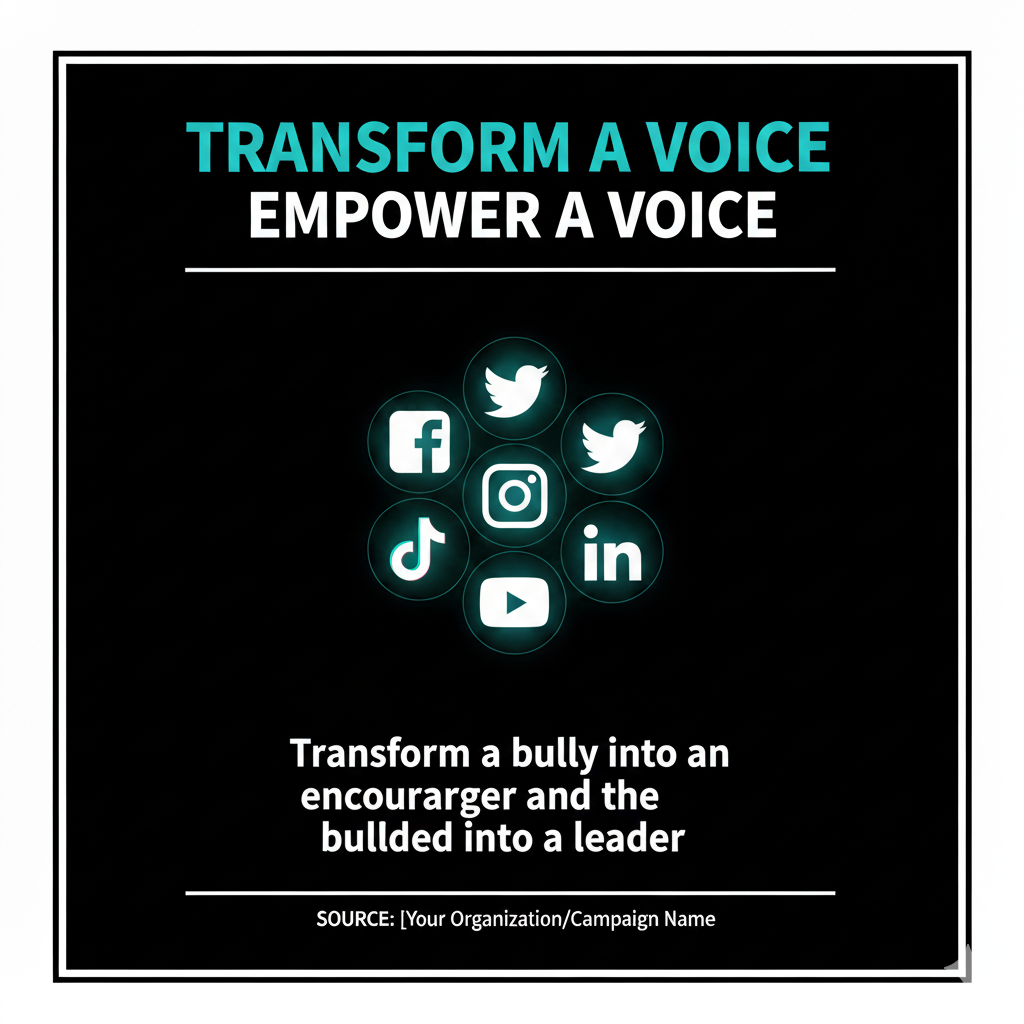 TRANSFORM A VOICE
EMPOWER A VOICE
in
Transform a bully into an
encourarger and the
bullded into a leader
SOURCE: [Your Organization/Campaign Name